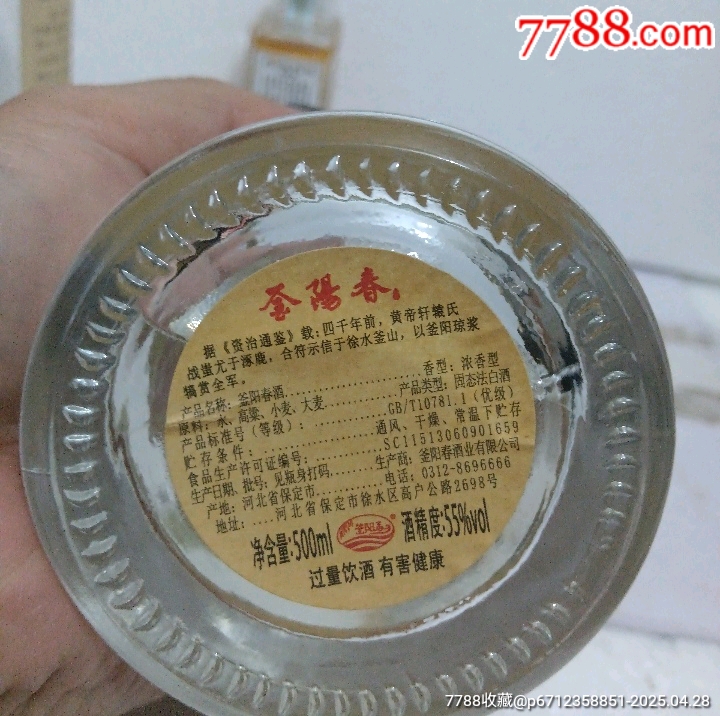 7788.com
釜陽春
据《资治通鉴》载:四千年前,黄帝轩辕氏
战蚩尤于涿鹿,合符示信于徐水釜山,以釜阳琼浆
犒赏全军。
产品名称:釜阳春酒............香型:浓香型
原料:水、高粱、小麦、大麦....产品类型:固态法白酒
产品标准号(等级):........GB/T10781.1(优级)
贮存条件:........通风、干燥、常温下贮存
食品生产许可证编号:........SC11513060901659
生产日期、批号:见瓶身打码....生产商:釜阳春酒业有限公司
产地:河北省保定市............电话:0312-8696666
地址:....河北省保定市徐水区高户公路2698号
净含量:500ml 釜阳春 酒精度:55%vol
过量饮酒 有害健康
7788收藏@p6712358851-2025.04.28